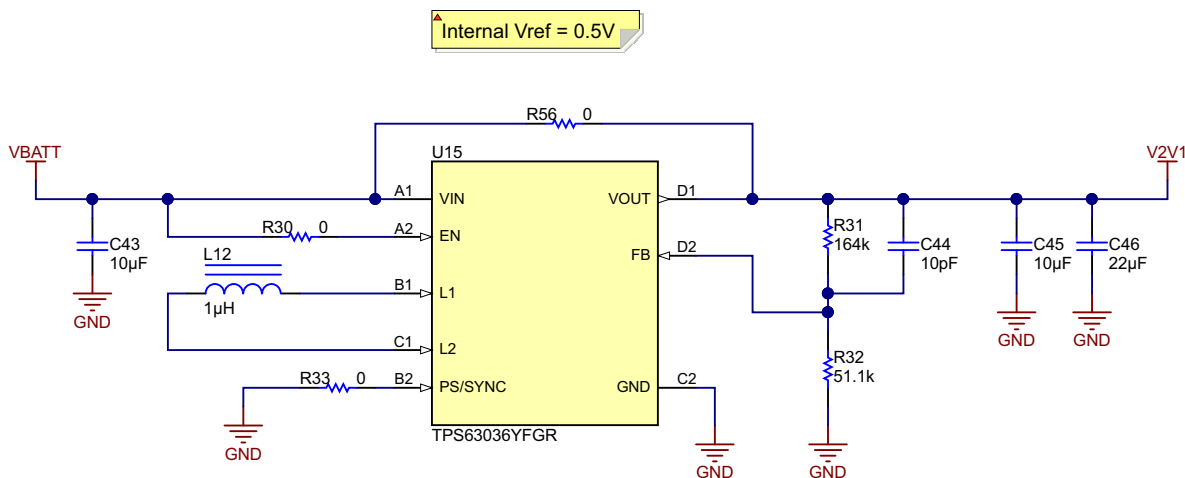 Internal Vref = 0.5V
R56 0
VBATT
U15
V2V1
A1 VIN
VOUT D1
R30 0
A2 EN
R31
164k
C43
10µF
D2
FB
C44
10pF
C45
10µF
C46
22µF
L12
1µH
B1 L1
GND
C1 L2
GND
GND
R32
51.1k
R33 0
B2 PS/SYNC
GND C2
TPS63036YFGR
GND
GND
GND